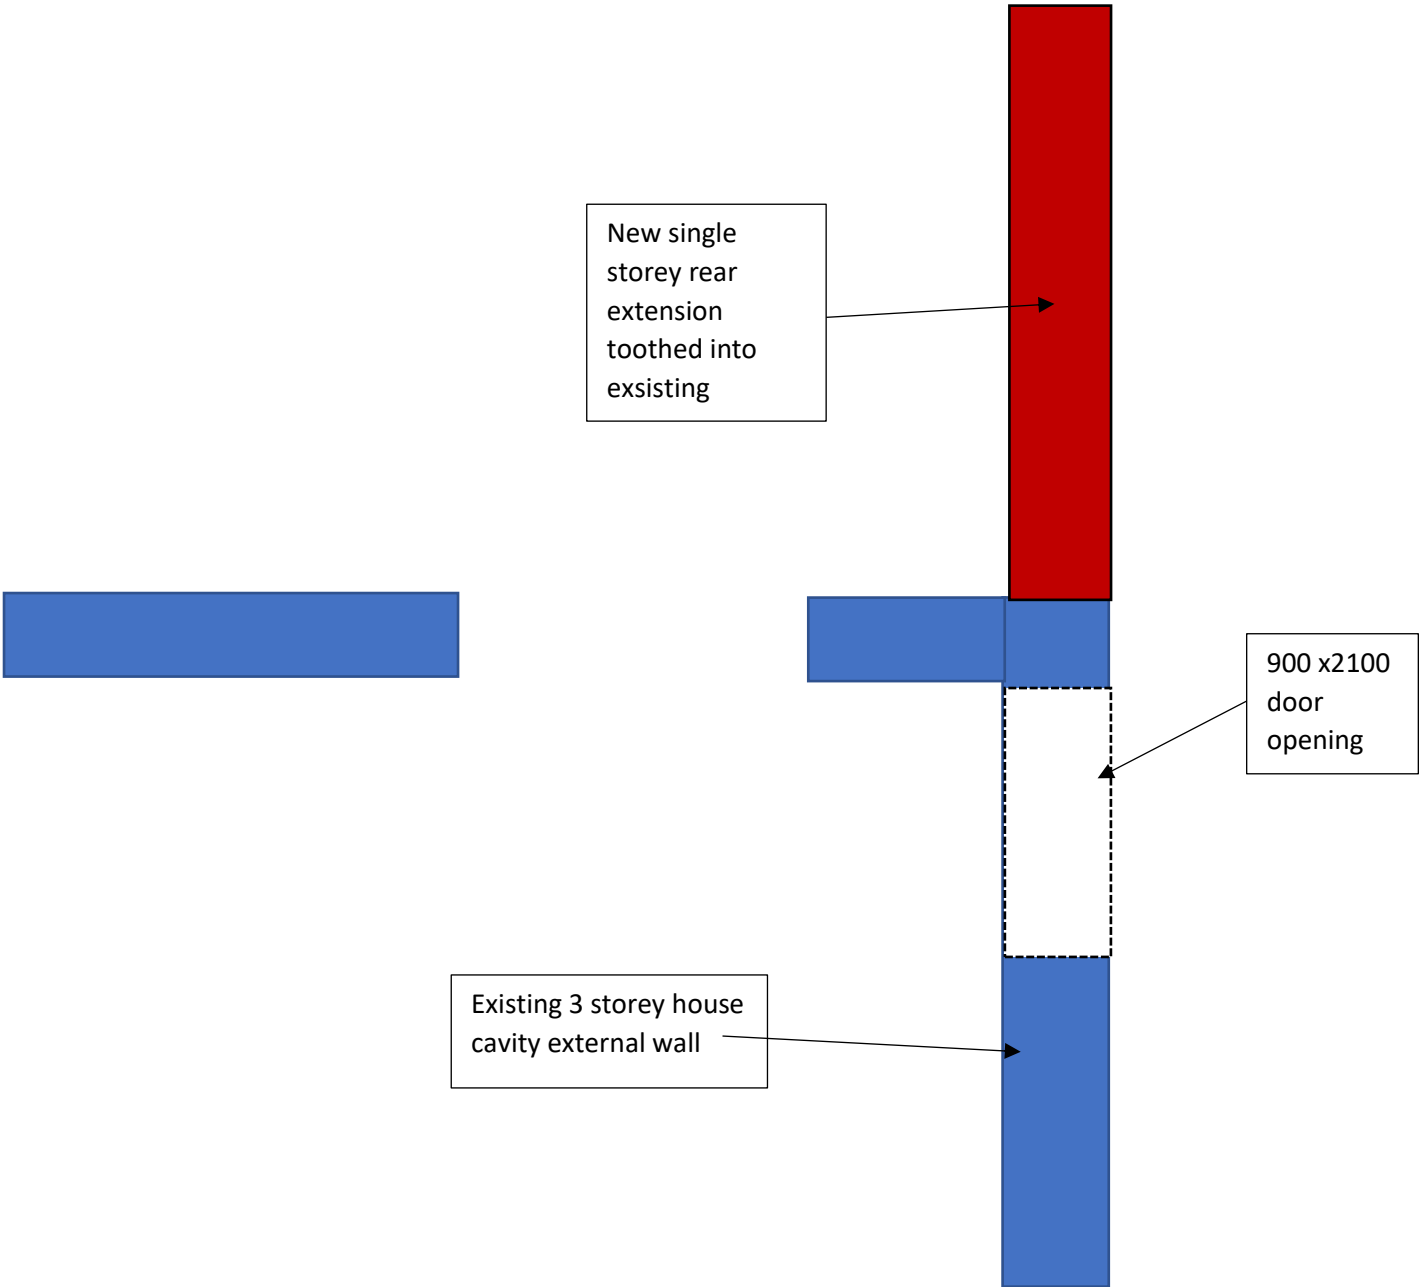 New single
storey rear
extension
toothed into
exsisting
900 x2100
door
opening
Existing 3 storey house
cavity external wall